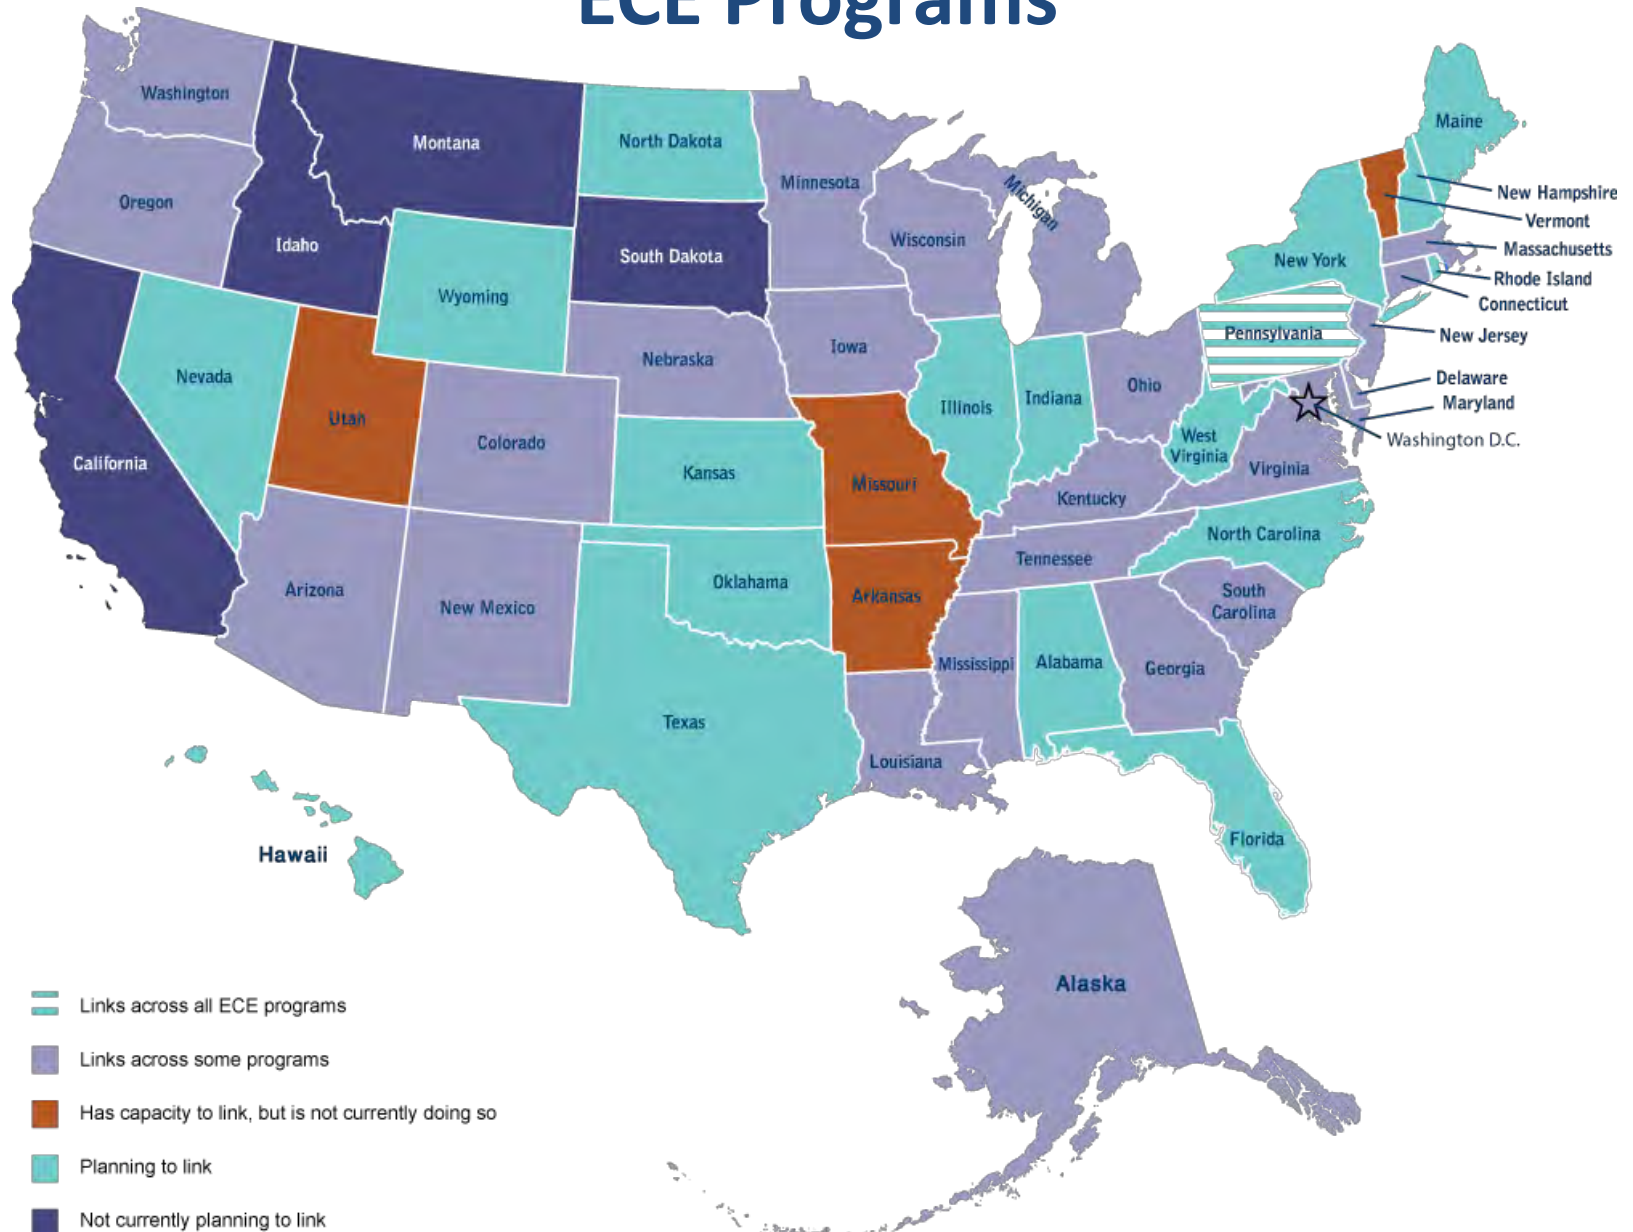 ECE Programs
Washington
Montana
North Dakota
Minnesota
Maine
Oregon
Idaho
South Dakota
Wisconsin
Michigan
New Hampshire
Vermont
Massachusetts
New York
Rhode Island
Connecticut
Wyoming
Nebraska
Iowa
Pennsylvania
New Jersey
Nevada
Utah
Colorado
Kansas
Missouri
Illinois
Indiana
Ohio
Delaware
Maryland
Washington D.C.
California
West
Virginia
Virginia
Kentucky
Arizona
New Mexico
Oklahoma
Arkansas
Tennessee
North Carolina
South
Carolina
Texas
Louisiana
Mississippi
Alabama
Georgia
Florida
Hawaii
Alaska
Links across all ECE programs
Links across some programs
Has capacity to link, but is not currently doing so
Planning to link
Not currently planning to link